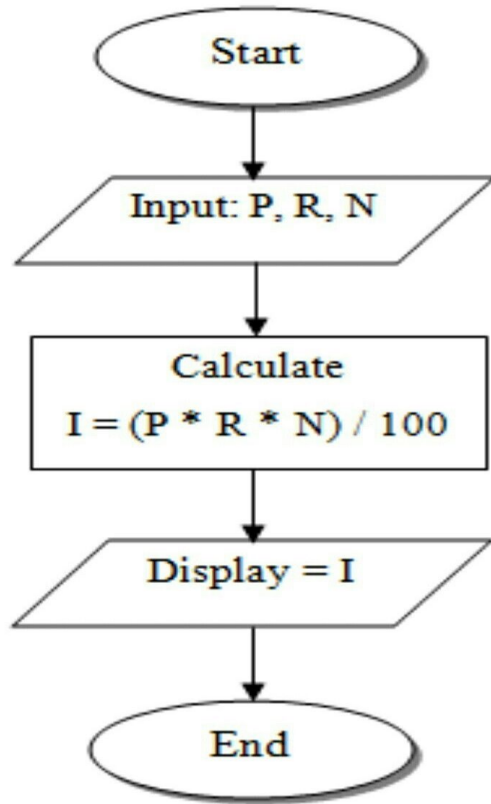 Start
Input: P, R, N
Calculate
I = (P * R * N) / 100
Display = I
End